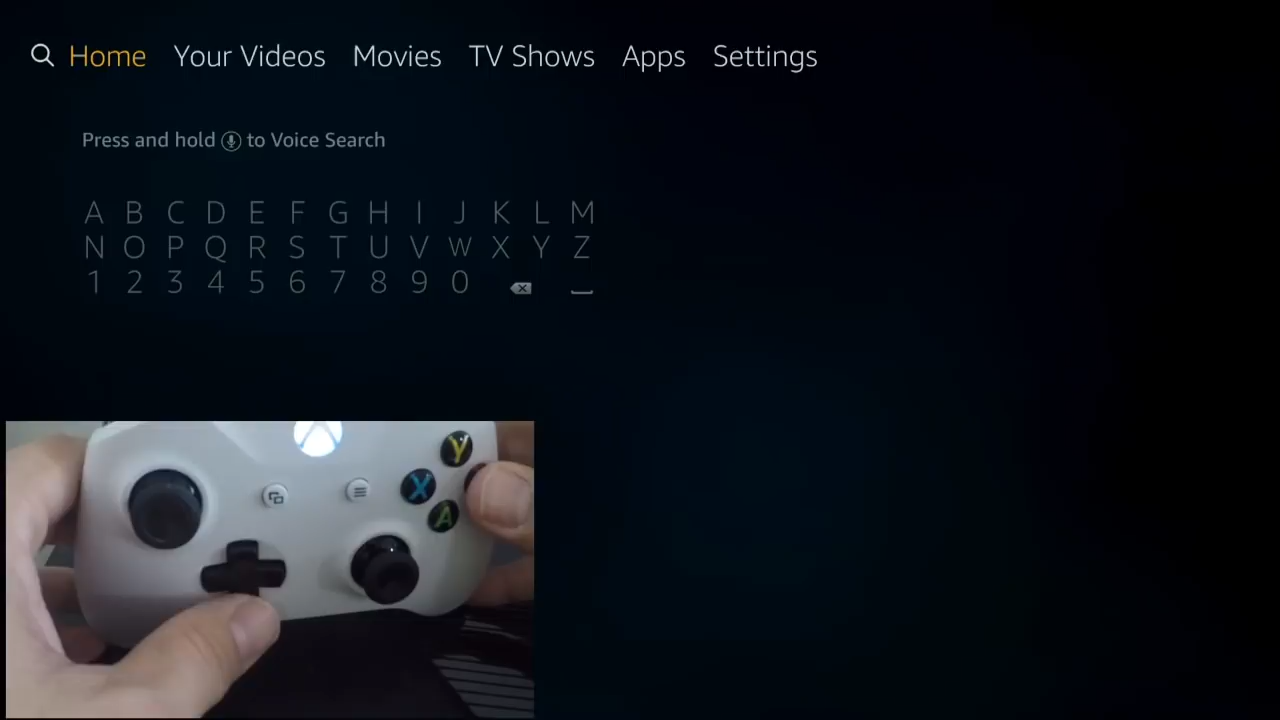 Home Your Videos Movies TV Shows Apps Settings
Press and hold to Voice Search
A B C D E F G H I J K L M
N O P Q R S T U V W X Y Z
1 2 3 4 5 6 7 8 9 0
Y
X
A